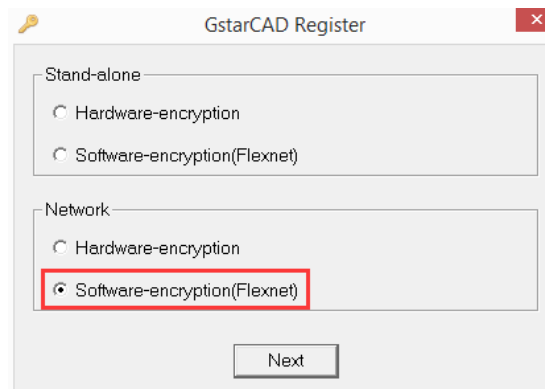 GstarCAD Register
Stand-alone
Hardware-encryption
Software-encryption(Flexnet)
Network
Hardware-encryption
Software-encryption(Flexnet)
Next